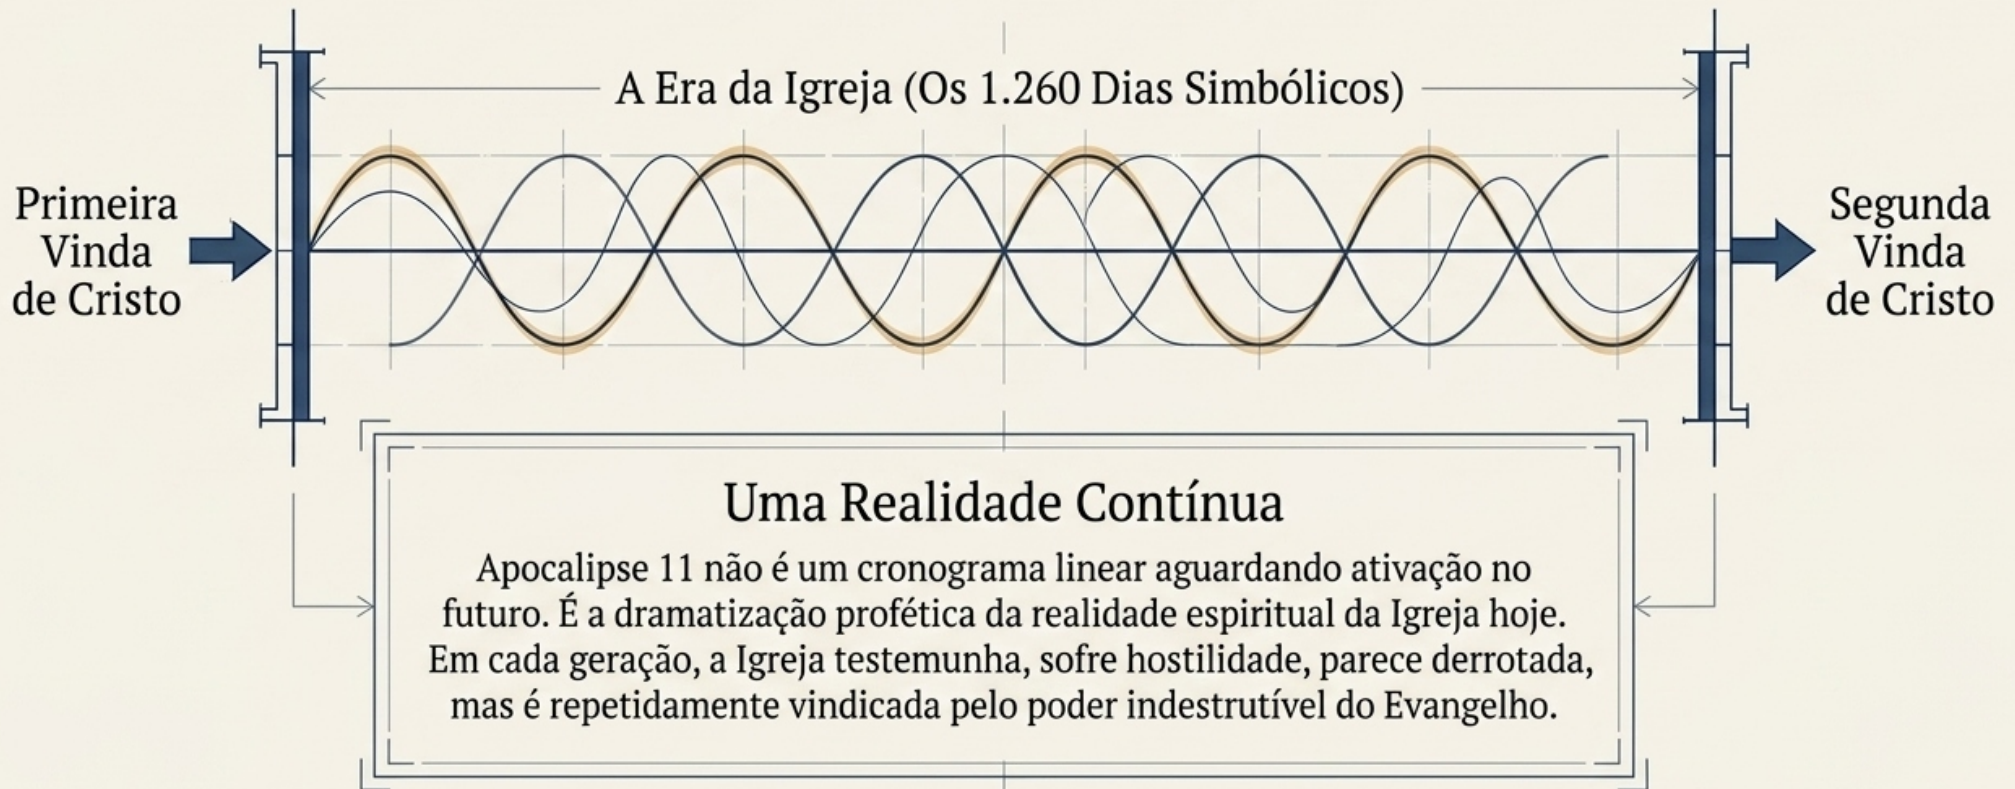 A Era da Igreja (Os 1.260 Dias Simbólicos)
Primeira
Vinda
de Cristo
Segunda
Vinda
de Cristo
Uma Realidade Contínua
Apocalipse 11 não é um cronograma linear aguardando ativação no
futuro. É a dramatização profética da realidade espiritual da Igreja hoje.
Em cada geração, a Igreja testemunha, sofre hostilidade, parece derrotada,
mas é repetidamente vindicada pelo poder indestrutível do Evangelho.